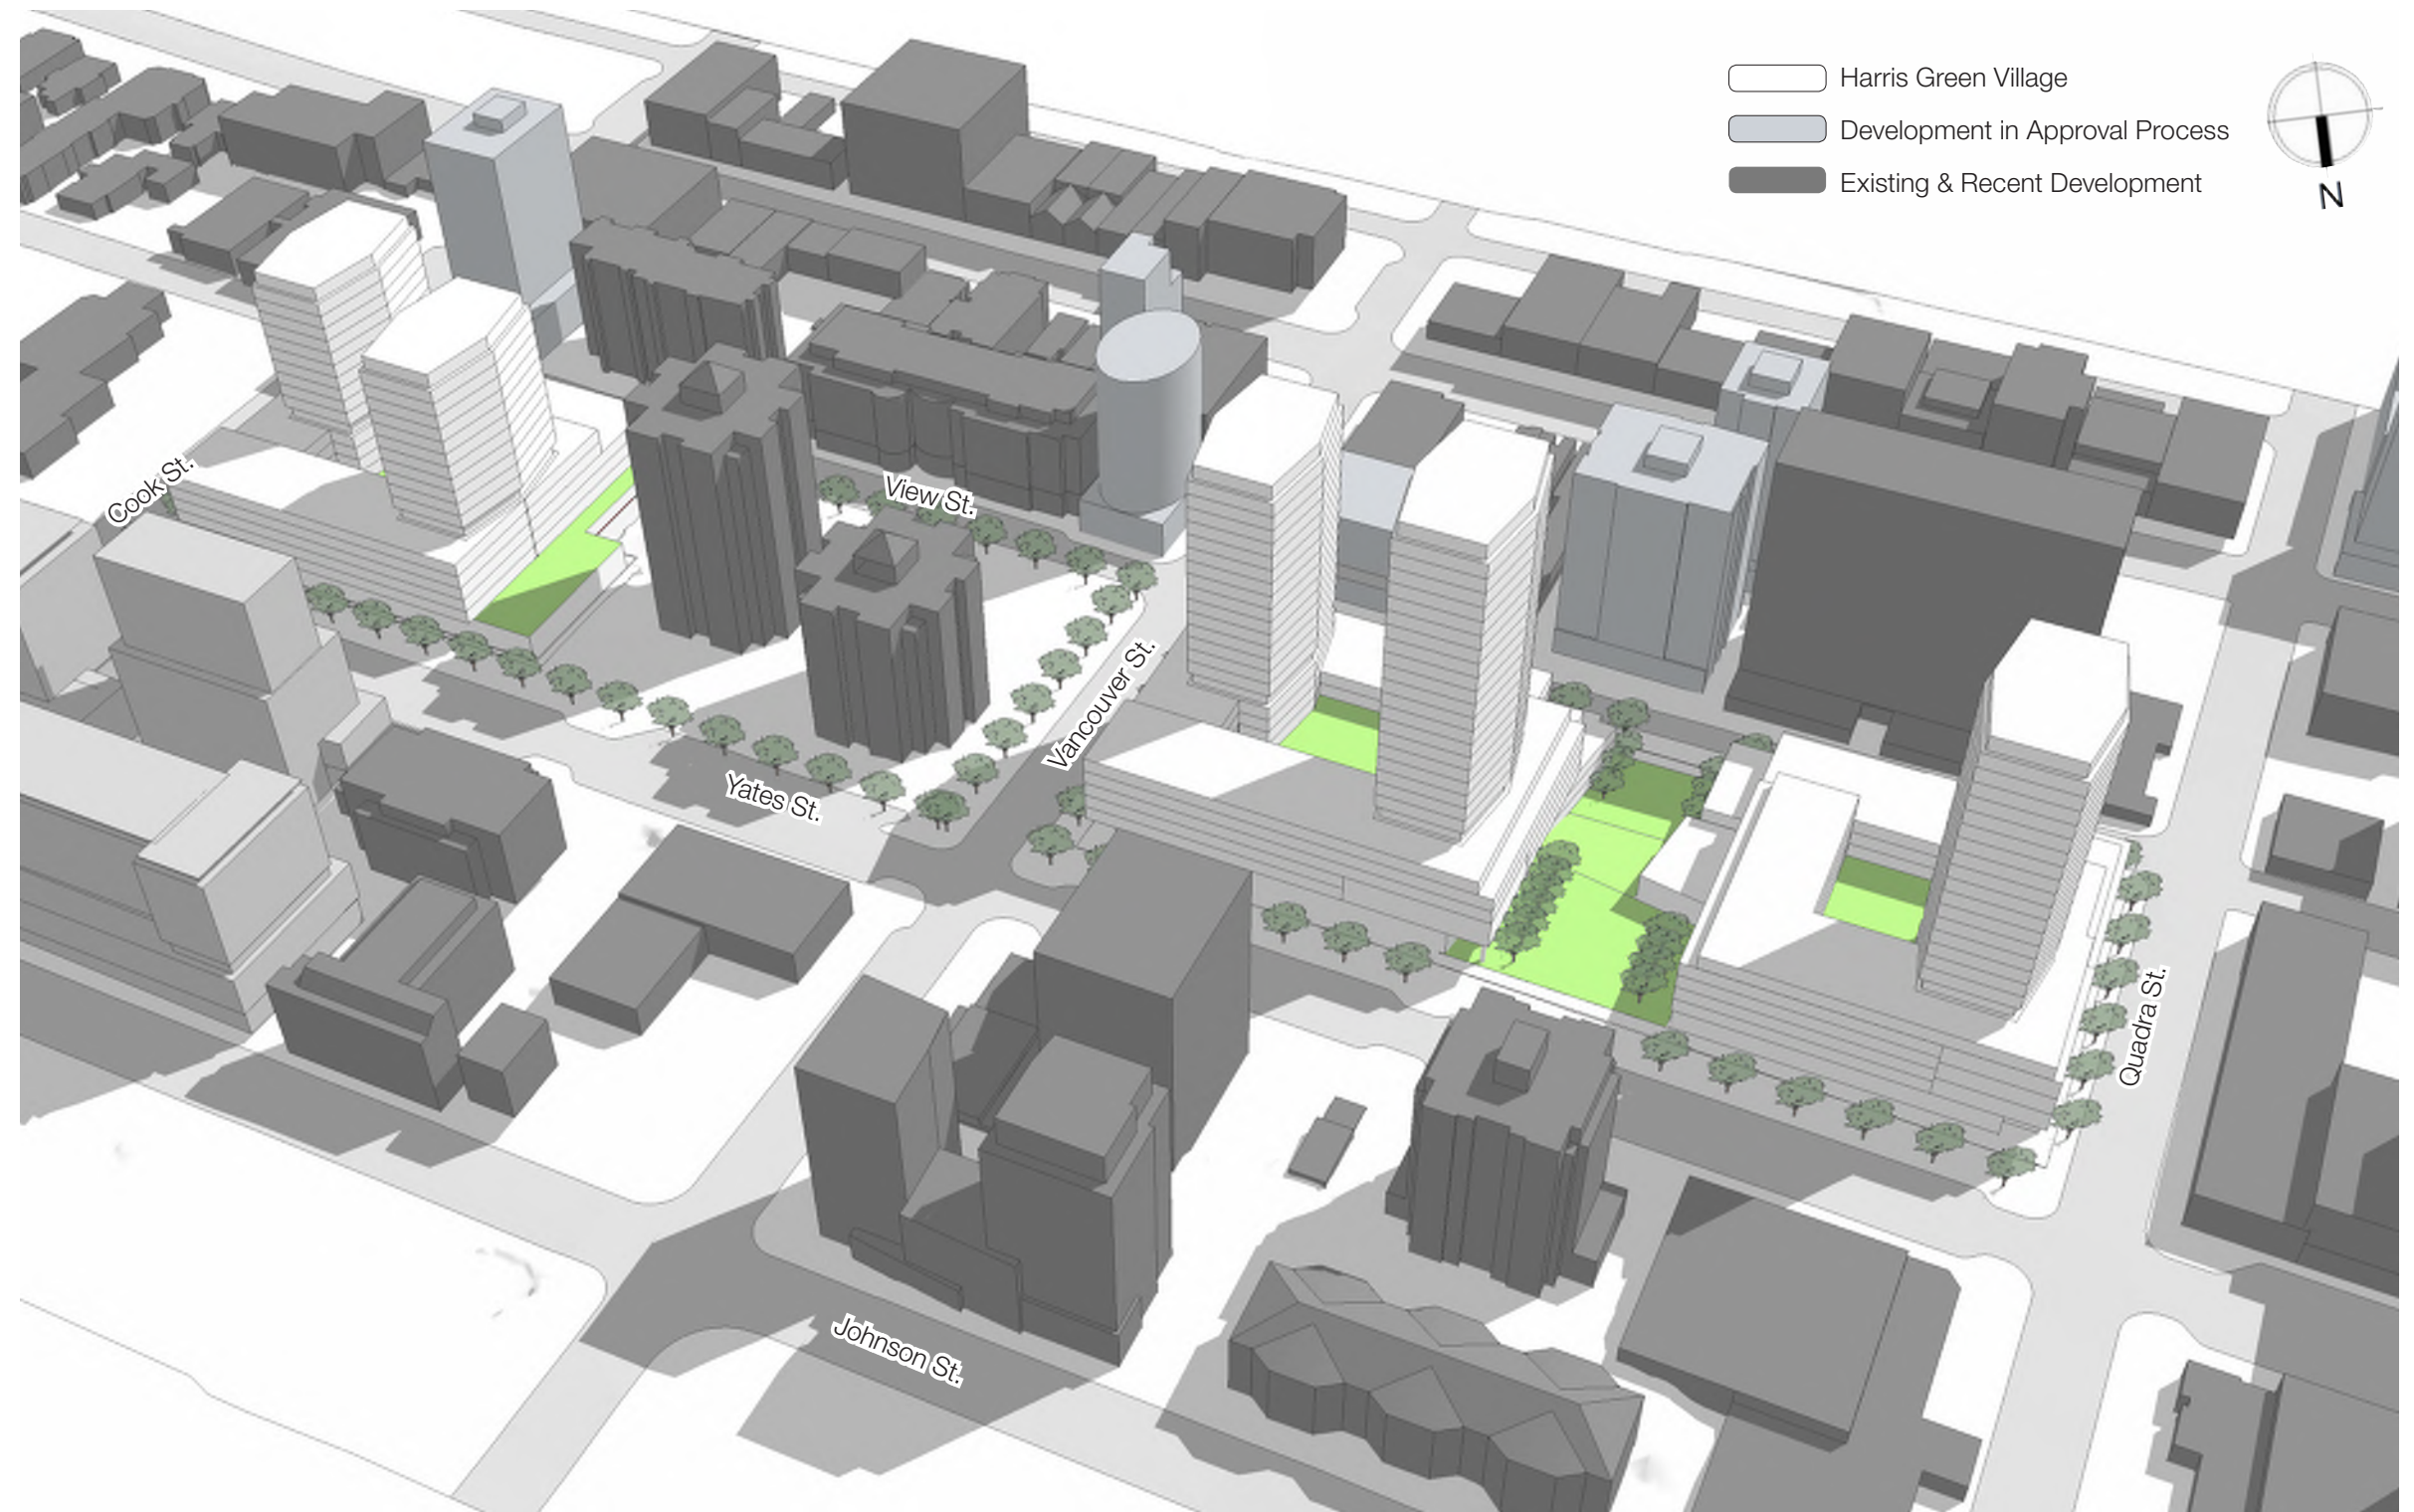 Harris Green Village
Development in Approval Process
Existing & Recent Development
N
Cook St.
View St.
Vancouver St.
Yates St.
Quadra St.
Johnson St.